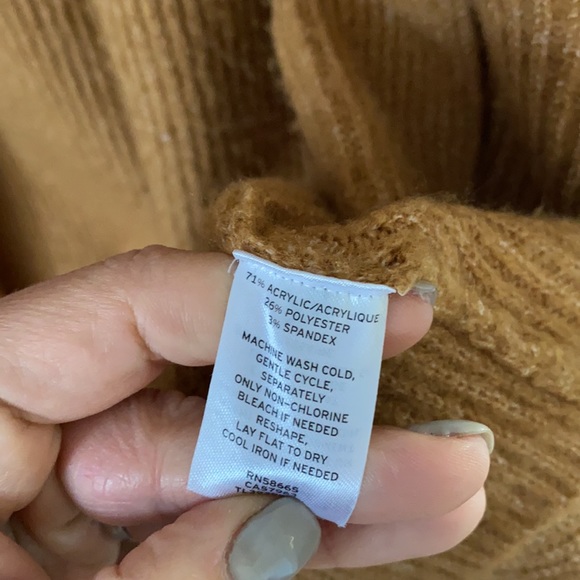 71% ACRYLIC/ACRYLIQUE
26% POLYESTER
3% SPANDEX
MACHINE WASH COLD,
GENTLE CYCLE,
SEPARATELY
ONLY NON-CHLORINE
BLEACH IF NEEDED
RESHAPE,
LAY FLAT TO DRY
COOL IRON IF NEEDED
RN58665